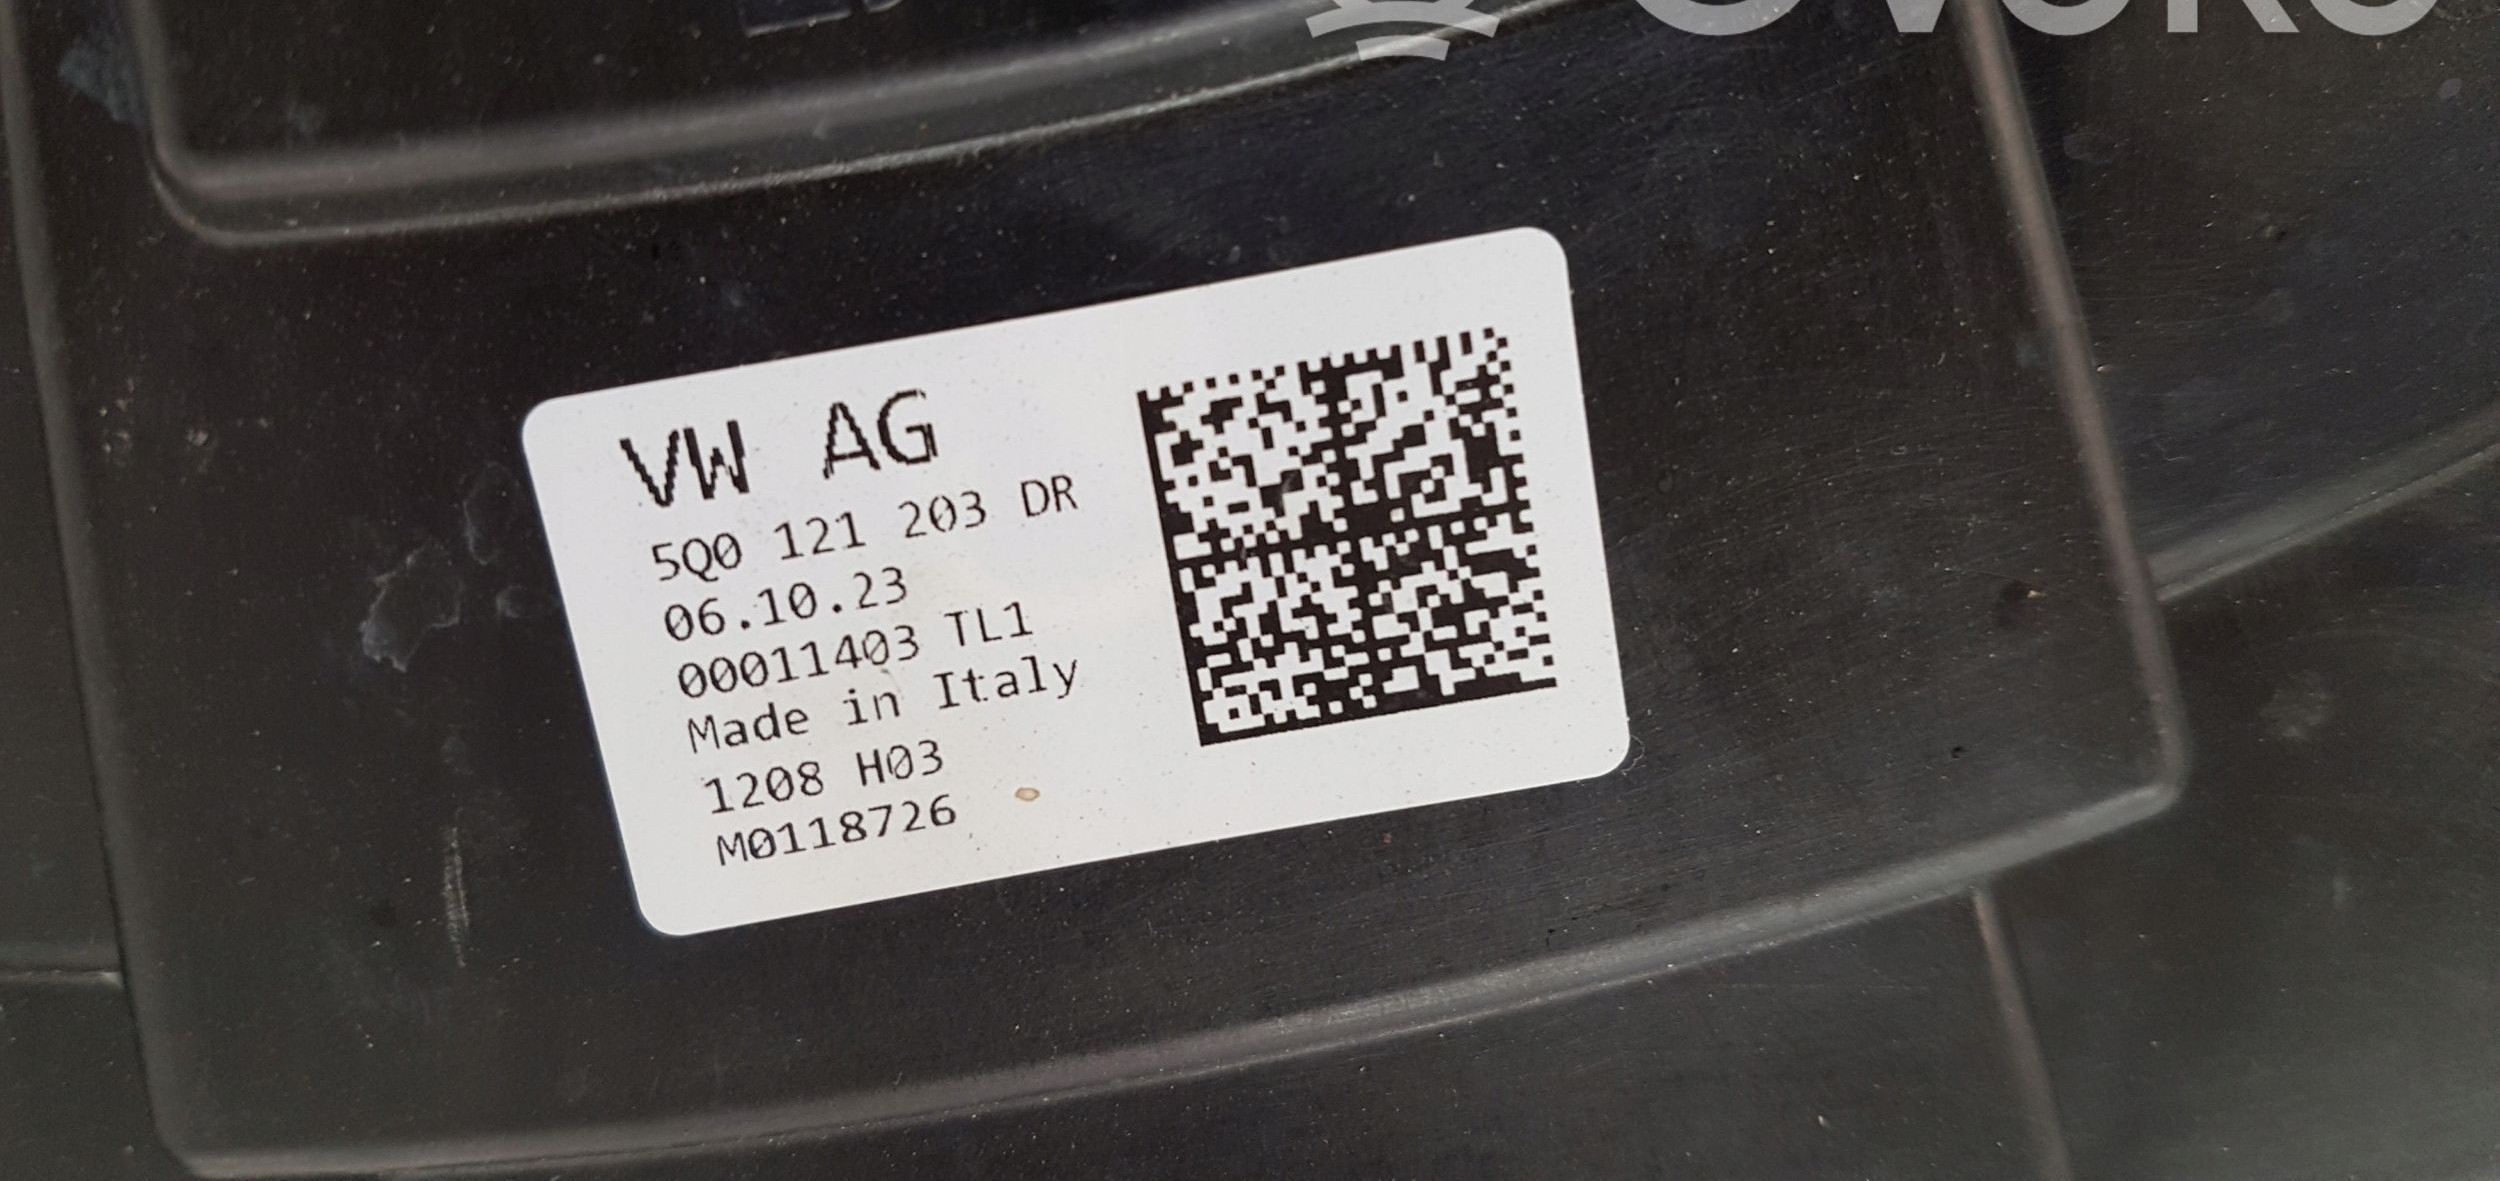 VW AG
5Q0 121 203 DR
06.10.23
00011403 TL1
Made in Italy
1208 H03
M0118726